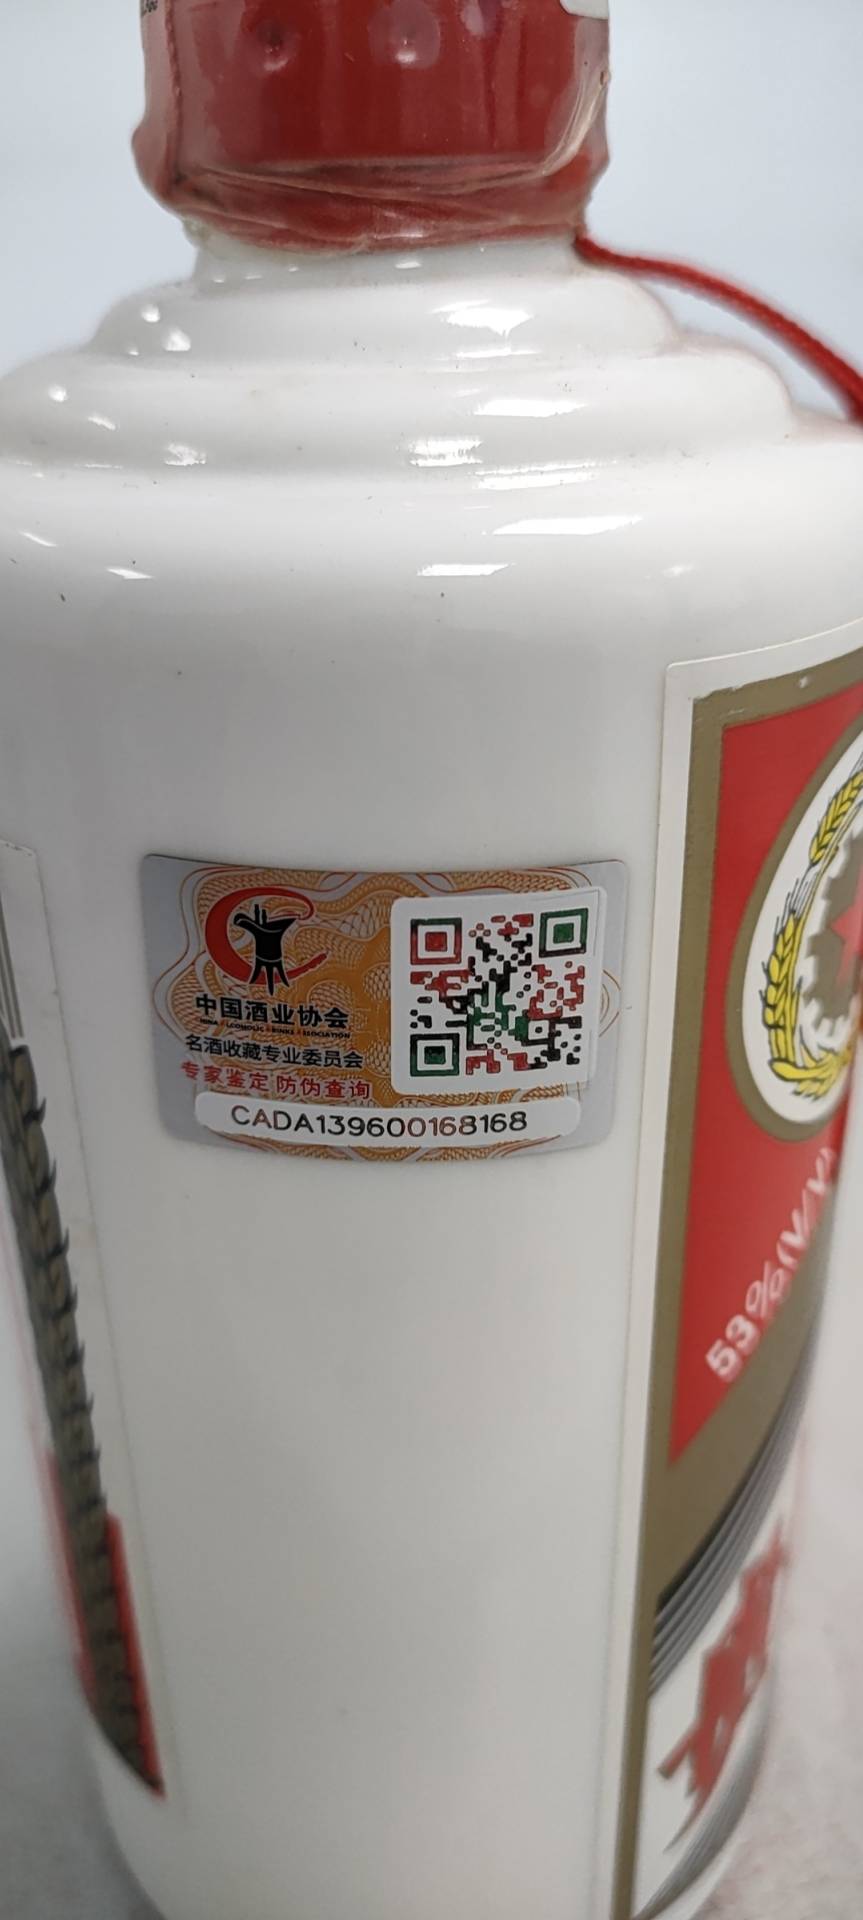 中国酒业协会
名酒收藏专业委员会
专家鉴定 防伪查询
CADA139600168168
53%(V/V)